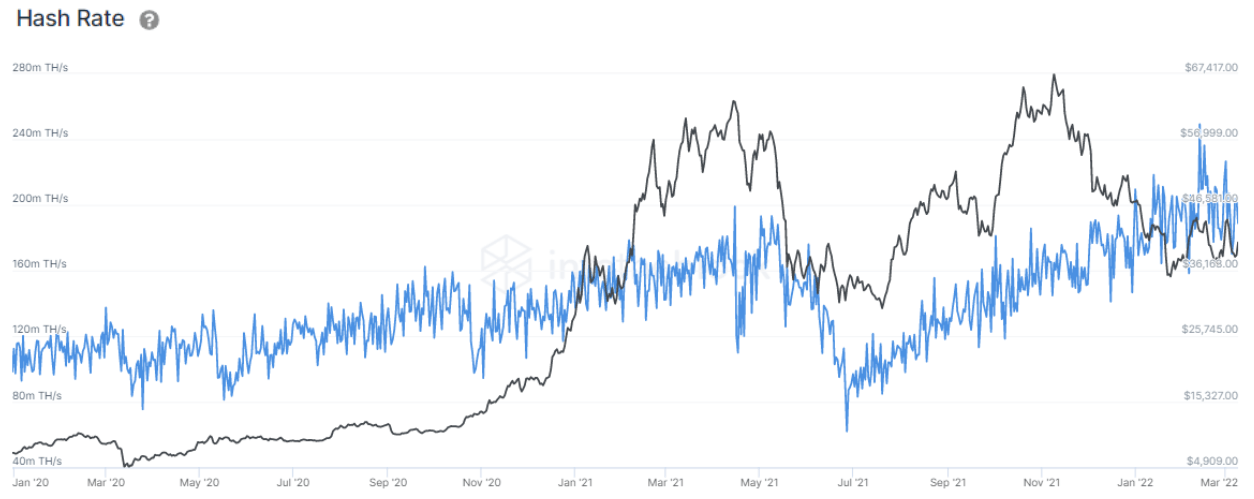 Hash Rate ?
280m TH/s $67,417.00
240m TH/s $56,999.00
200m TH/s $46,581.00
160m TH/s $36,168.00
120m TH/s $25,745.00
80m TH/s $15,327.00
40m TH/s $4,909.00
Jan '20 Mar '20 May '20 Jul '20 Sep '20 Nov '20 Jan '21 Mar '21 May '21 Jul '21 Sep '21 Nov '21 Jan '22 Mar '22